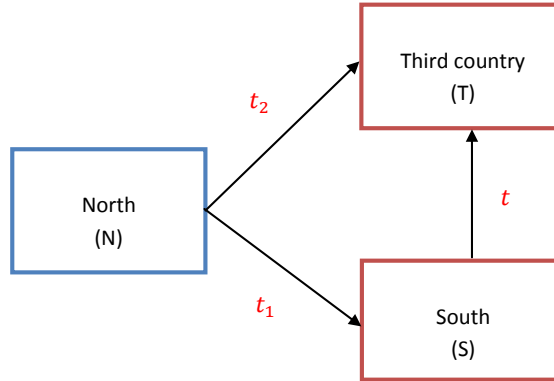 Third country
(T)
t₂
North
(N)
t
t₁
South
(S)